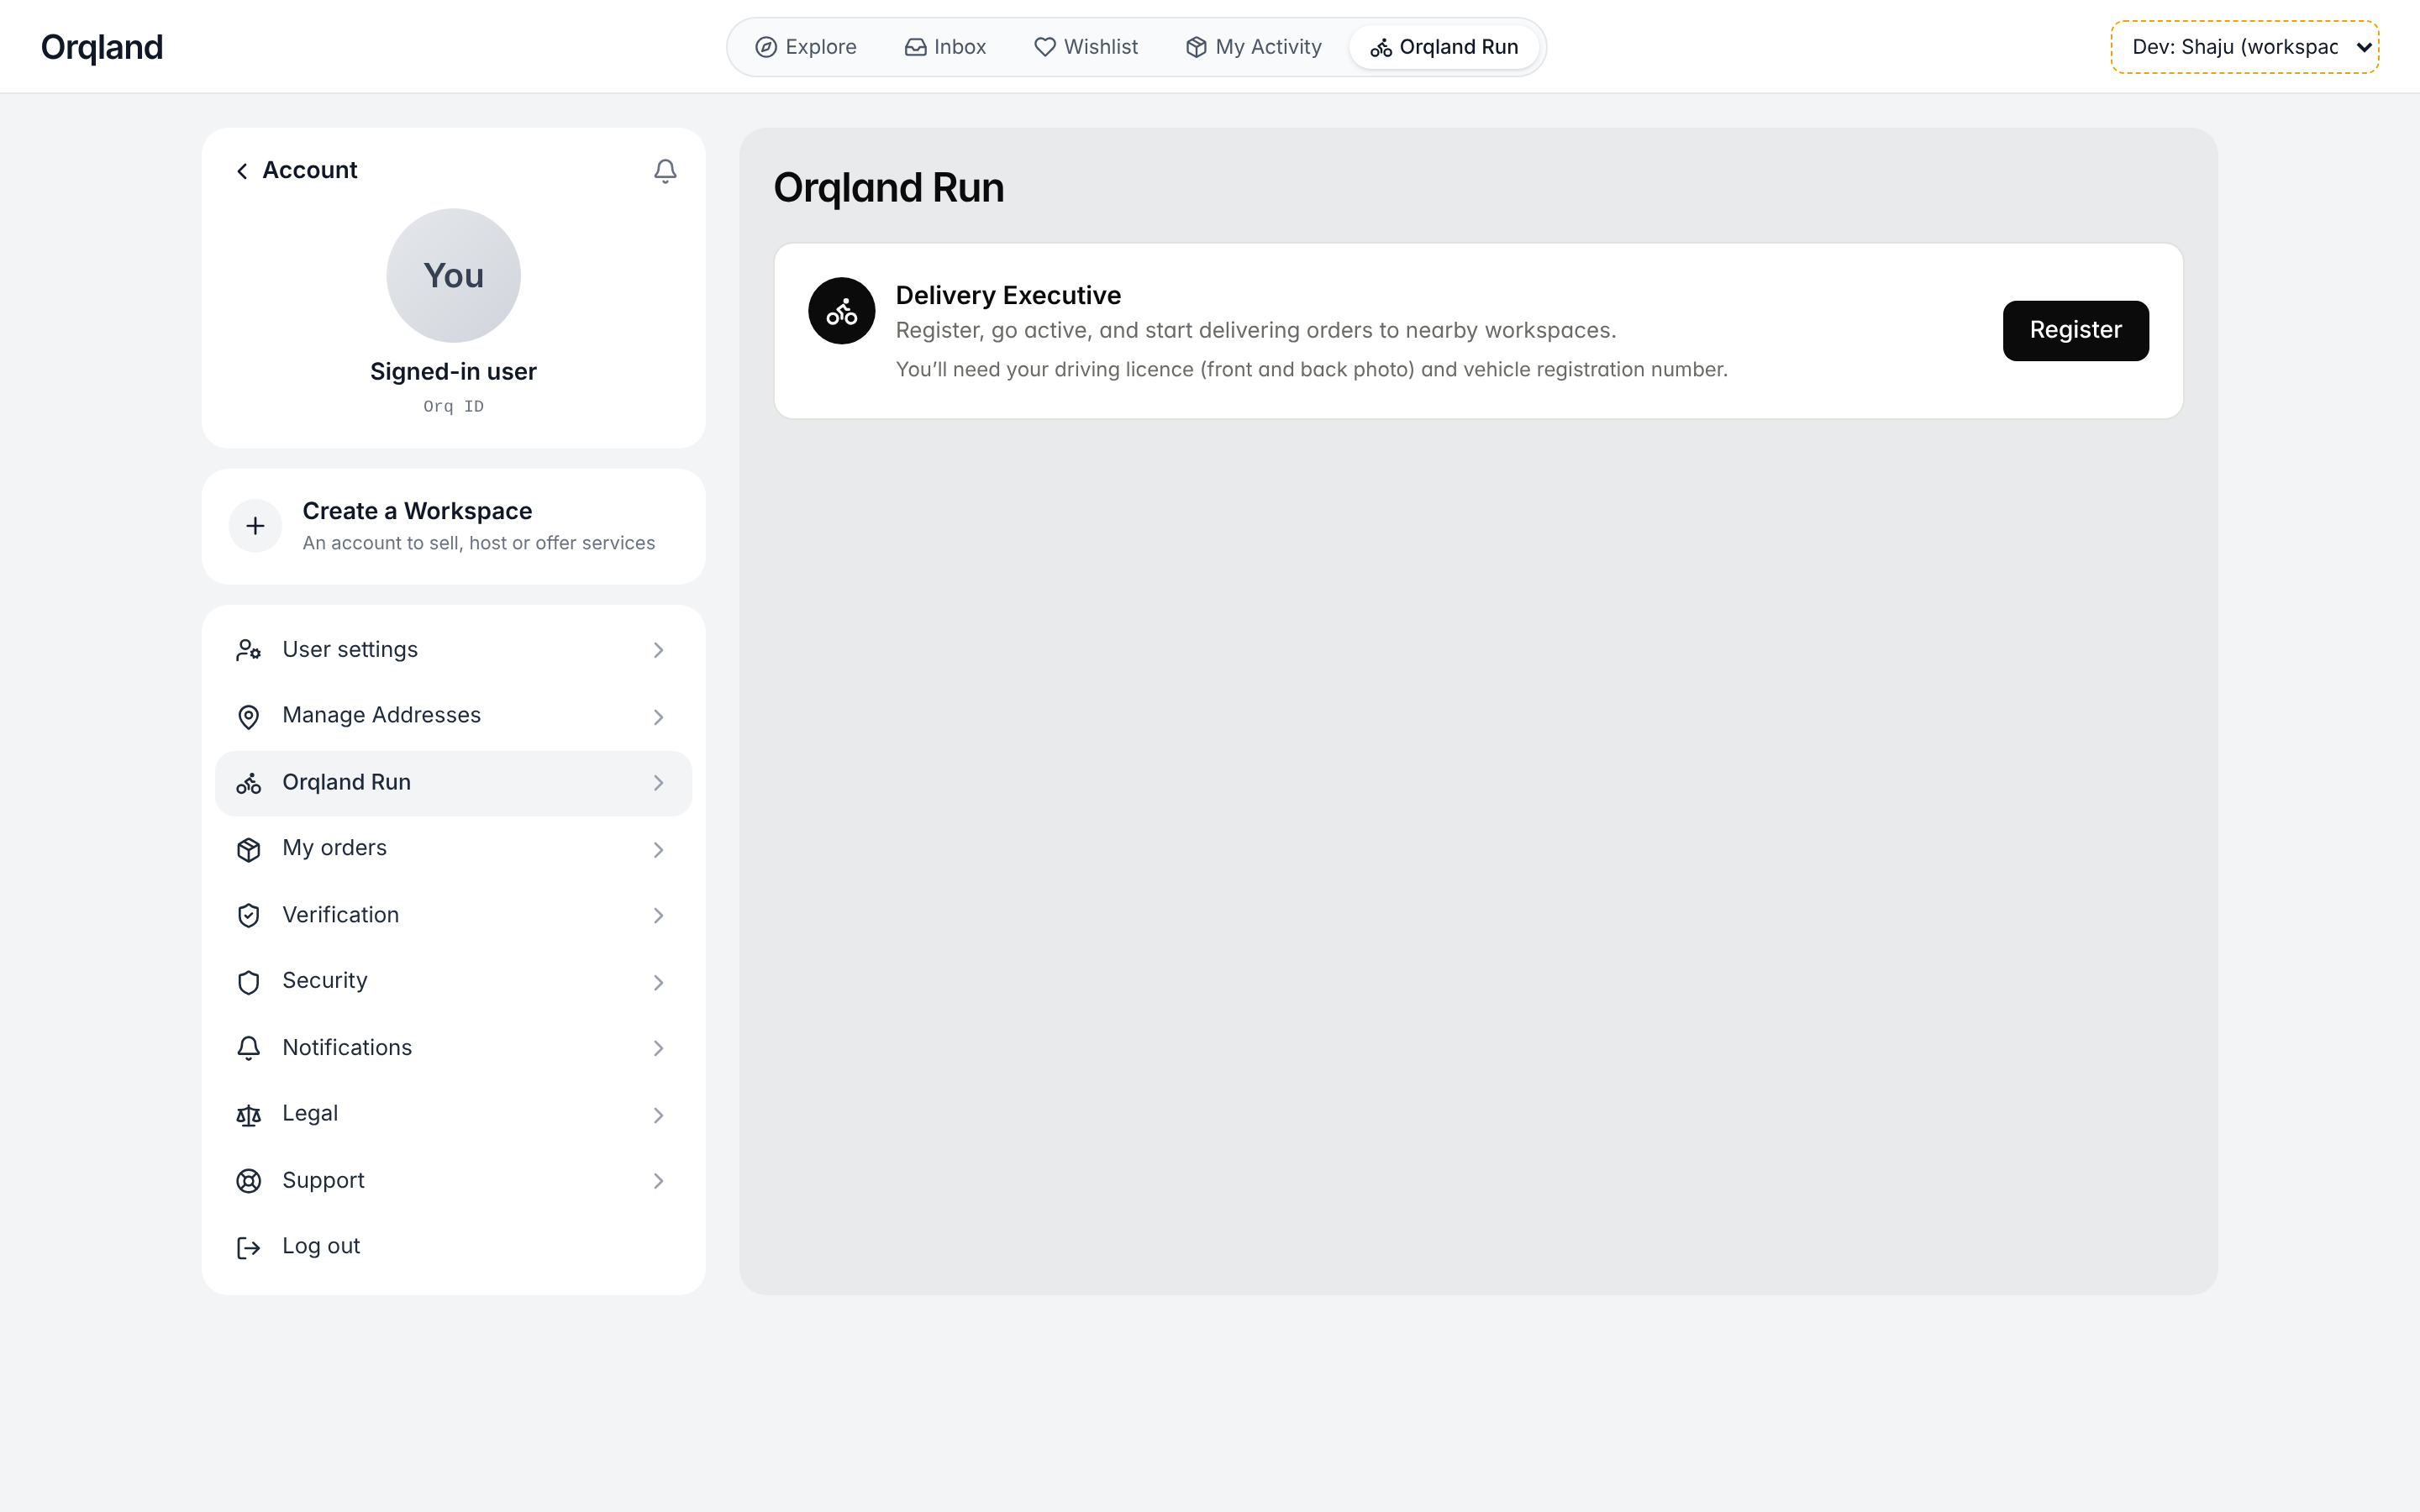 Orqland
Explore
Inbox
Wishlist
My Activity
Orqland Run
Dev: Shaju (workspac
Account
You
Signed-in user
Orq ID
Create a Workspace
An account to sell, host or offer services
User settings
Manage Addresses
Orqland Run
My orders
Verification
Security
Notifications
Legal
Support
Log out
Orqland Run
Delivery Executive
Register, go active, and start delivering orders to nearby workspaces.
You’ll need your driving licence (front and back photo) and vehicle registration number.
Register